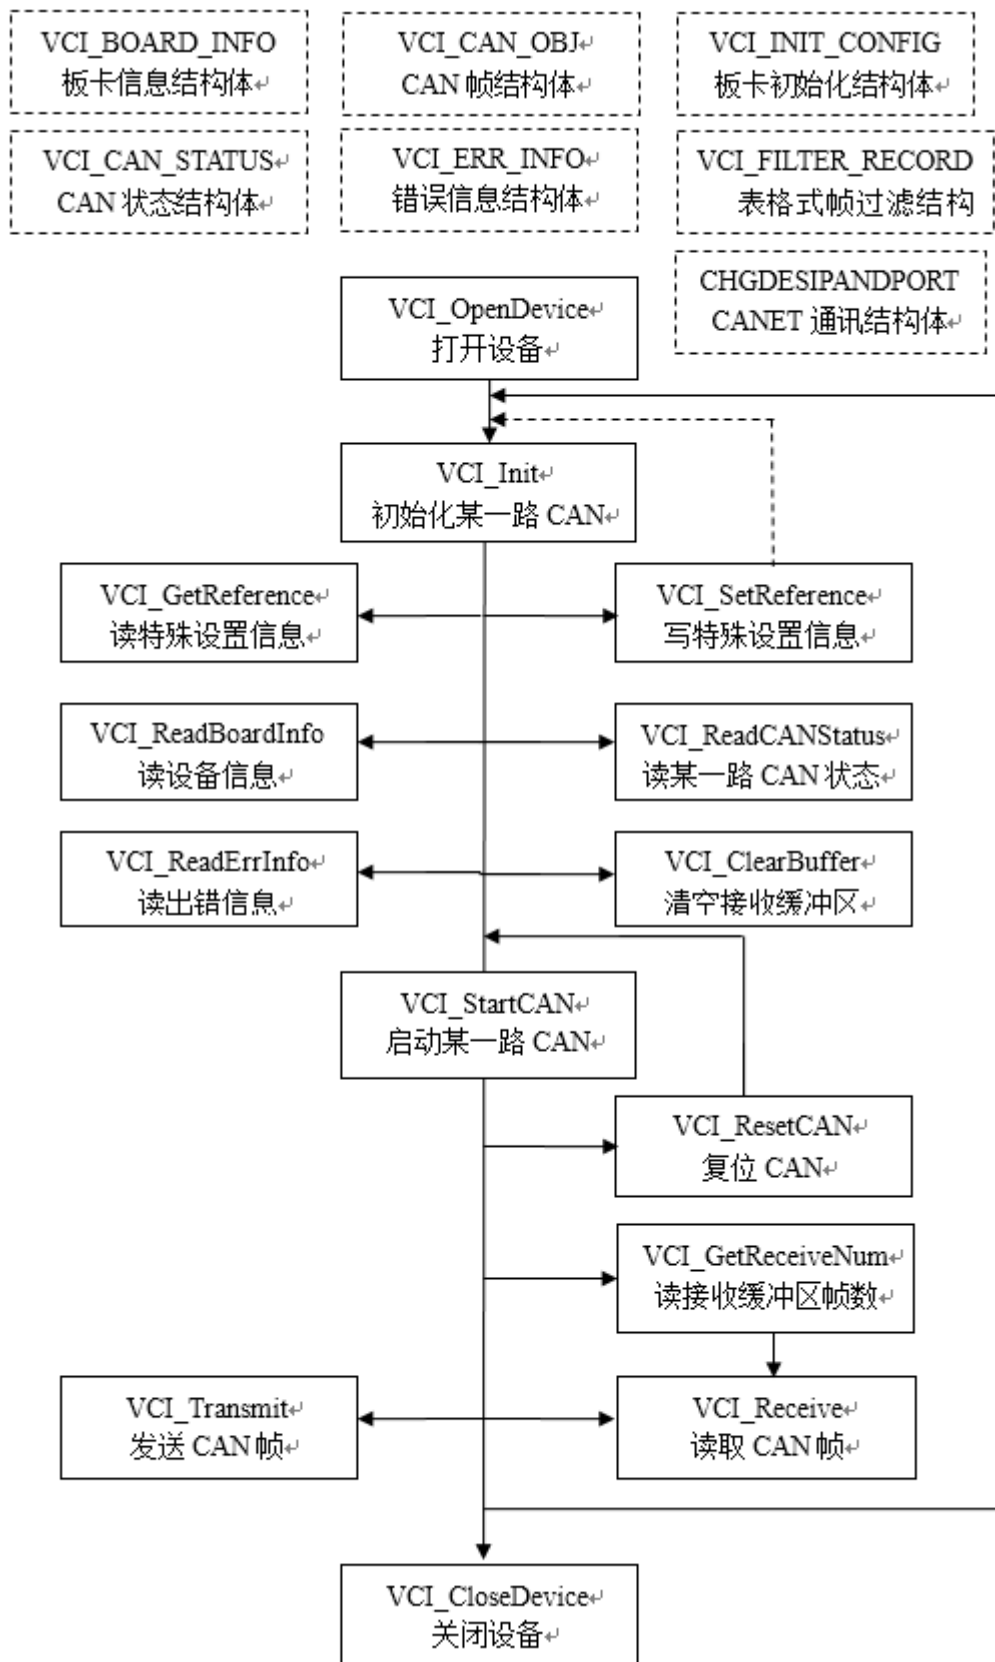 VCI_BOARD_INFO
板卡信息结构体↵
VCI_CAN_OBJ↵
CAN 帧结构体↵
VCI_INIT_CONFIG
板卡初始化结构体↵
VCI_CAN_STATUS↵
CAN 状态结构体↵
VCI_ERR_INFO↵
错误信息结构体↵
VCI_FILTER_RECORD
表格式帧过滤结构
CHGDESIPANDPORT
CANET 通讯结构体↵
VCI_OpenDevice↵
打开设备↵
VCI_Init↵
初始化某一路 CAN↵
VCI_GetReference↵
读特殊设置信息↵
VCI_SetReference↵
写特殊设置信息↵
VCI_ReadBoardInfo
读设备信息↵
VCI_ReadCANStatus↵
读某一路 CAN 状态↵
VCI_ReadErrInfo↵
读出错信息↵
VCI_ClearBuffer↵
清空接收缓冲区↵
VCI_StartCAN↵
启动某一路 CAN↵
VCI_ResetCAN↵
复位 CAN↵
VCI_GetReceiveNum↵
读接收缓冲区帧数↵
VCI_Transmit↵
发送 CAN 帧↵
VCI_Receive↵
读取 CAN 帧↵
VCI_CloseDevice↵
关闭设备↵